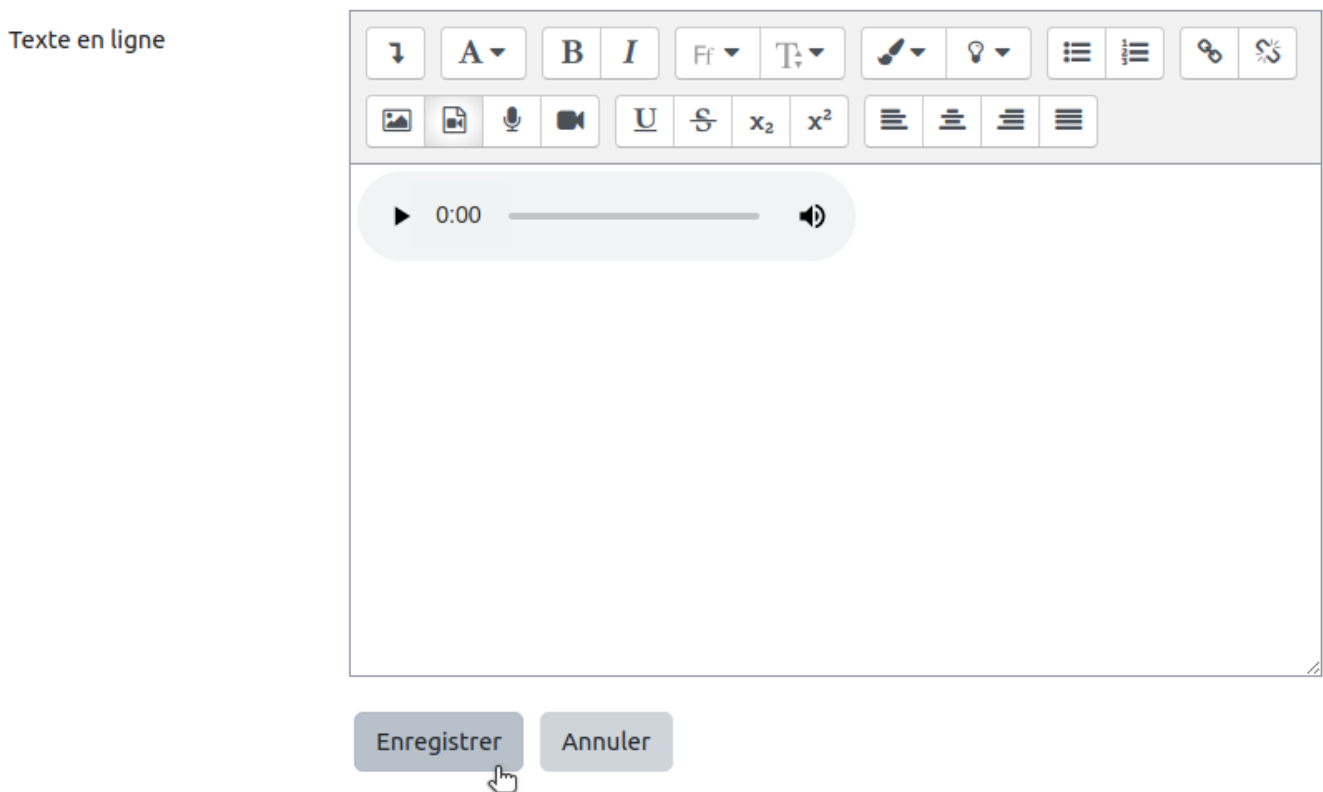 Texte en ligne
A B I Ff T
U S x₂ x²
0:00
Enregistrer Annuler